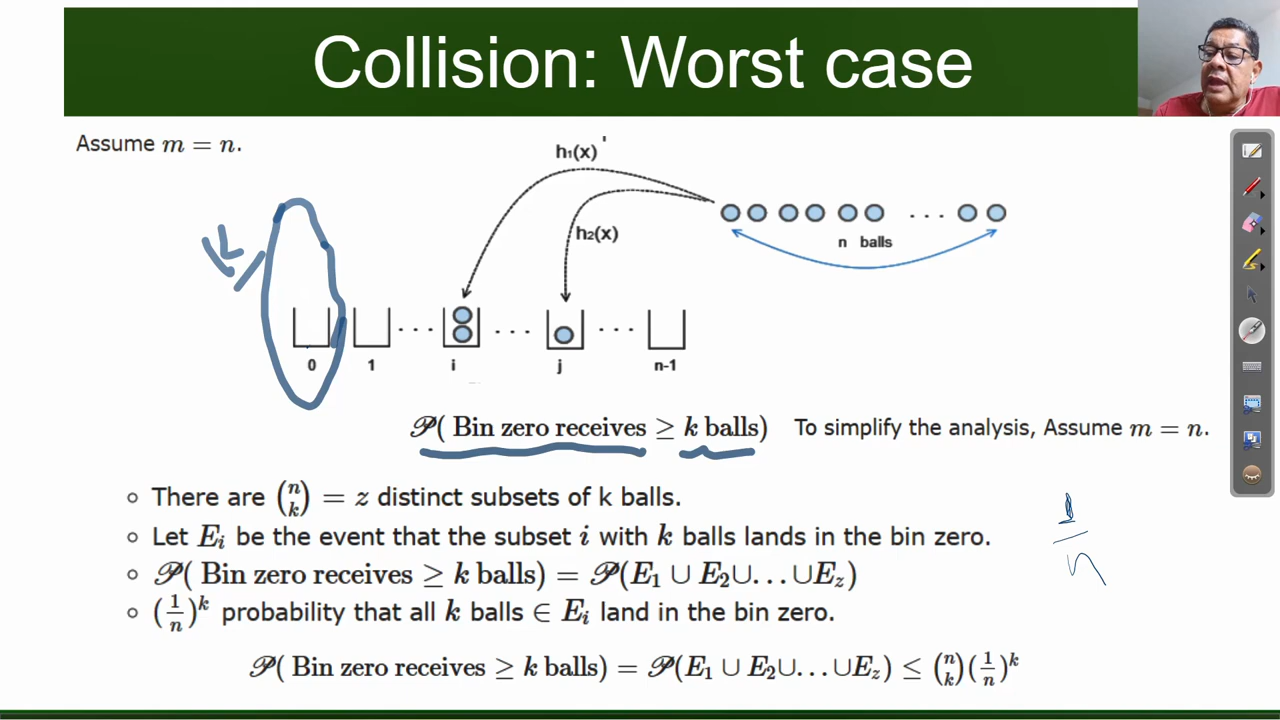 Collision: Worst case
Assume m = n.
h₁(x)
h₂(x)
n balls
k
0 1 ... i ... j ... n-1
𝒫( Bin zero receives ≥ k balls) To simplify the analysis, Assume m = n.
∘ There are (n k) = z distinct subsets of k balls.
∘ Let Eᵢ be the event that the subset i with k balls lands in the bin zero.
∘ 𝒫( Bin zero receives ≥ k balls) = 𝒫(E₁ ∪ E₂∪...∪E_z)
∘ (1/n)ᵏ probability that all k balls ∈ Eᵢ land in the bin zero.
𝒫( Bin zero receives ≥ k balls) = 𝒫(E₁ ∪ E₂∪...∪E_z) ≤ (n k)(1/n)ᵏ
1/n